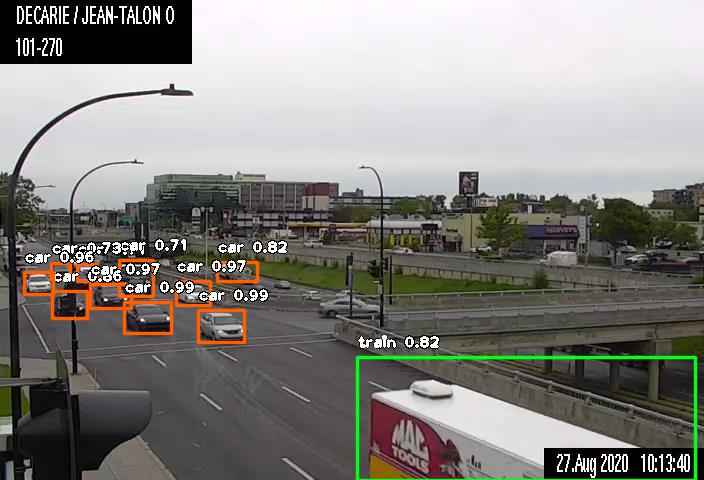 DECARIE / JEAN-TALON O
101-270
car 0.71
car 0.82
car 0.96
car 0.97
car 0.97
car 0.86
car 0.99
car 0.99
train 0.82
HARVEYS
MAC
TOOLS
27.Aug 2020 10:13:40